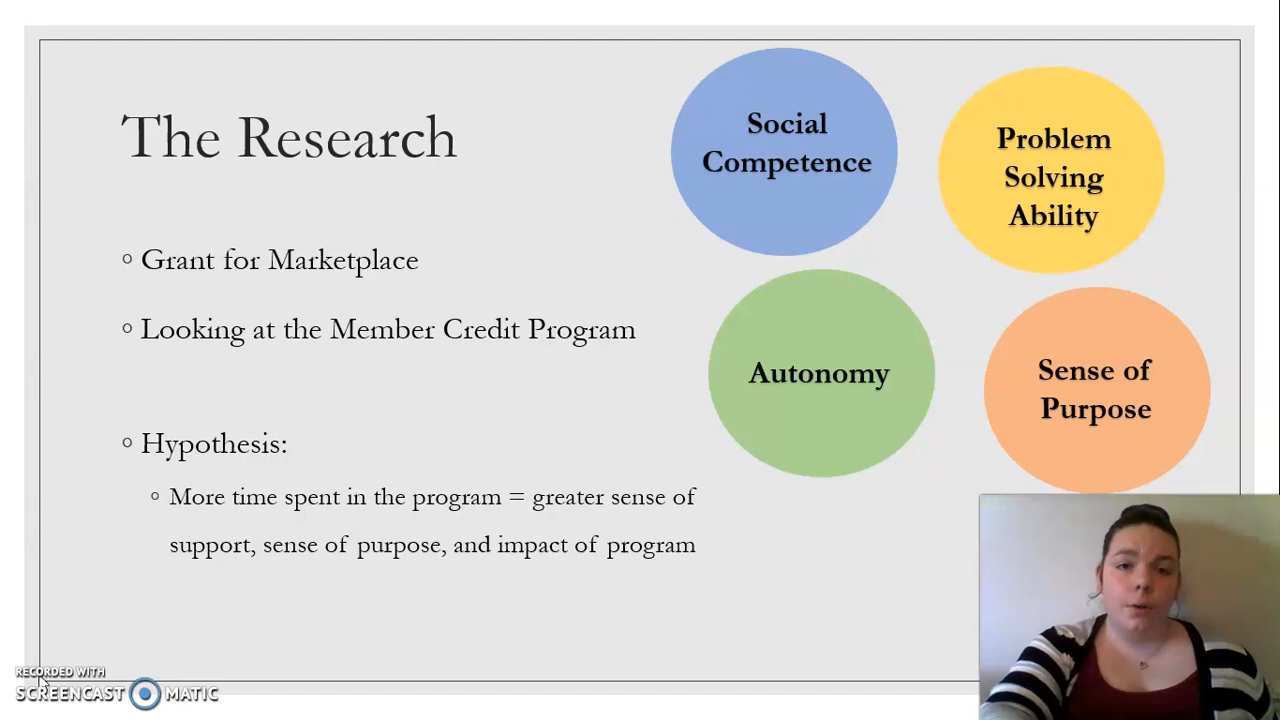 The Research
Grant for Marketplace
Looking at the Member Credit Program
Hypothesis:
More time spent in the program = greater sense of
support, sense of purpose, and impact of program
Social
Competence
Problem
Solving
Ability
Autonomy
Sense of
Purpose
RECORDED WITH
SCREENCAST MATIC